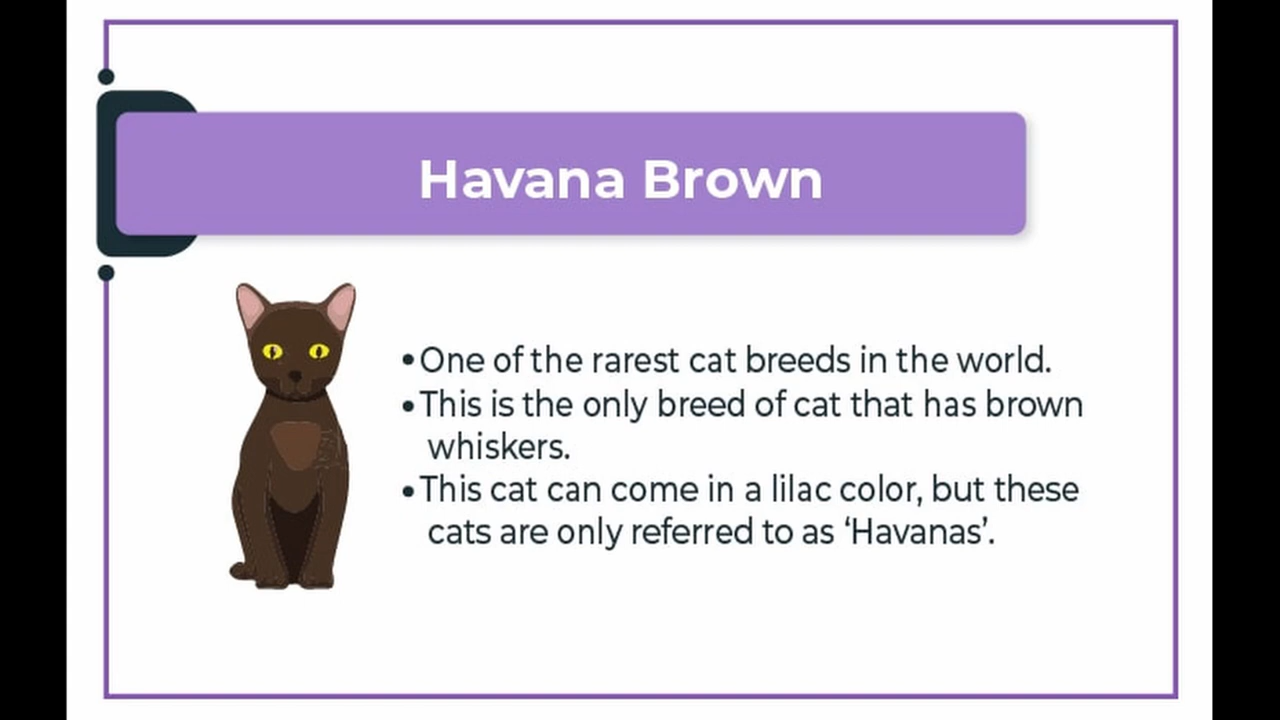 Havana Brown
•One of the rarest cat breeds in the world.
•This is the only breed of cat that has brown
whiskers.
•This cat can come in a lilac color, but these
cats are only referred to as ‘Havanas’.